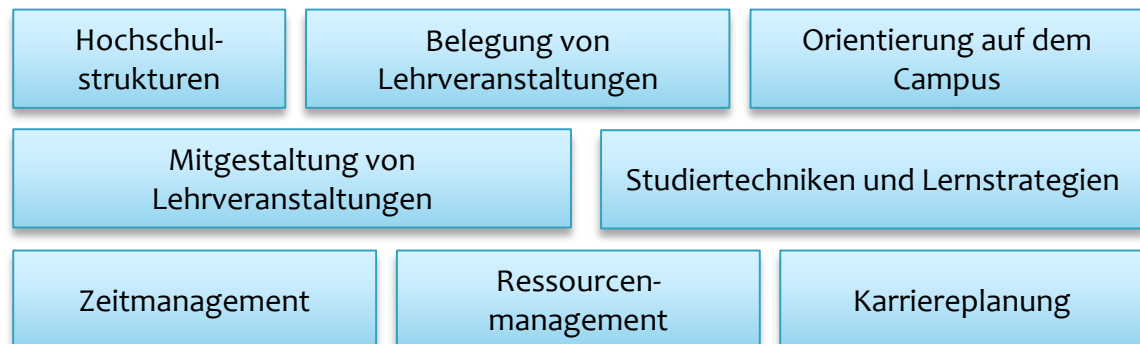 Hochschul-
strukturen
Belegung von
Lehrveranstaltungen
Orientierung auf dem
Campus
Mitgestaltung von
Lehrveranstaltungen
Studiertechniken und Lernstrategien
Zeitmanagement
Ressourcen-
management
Karriereplanung